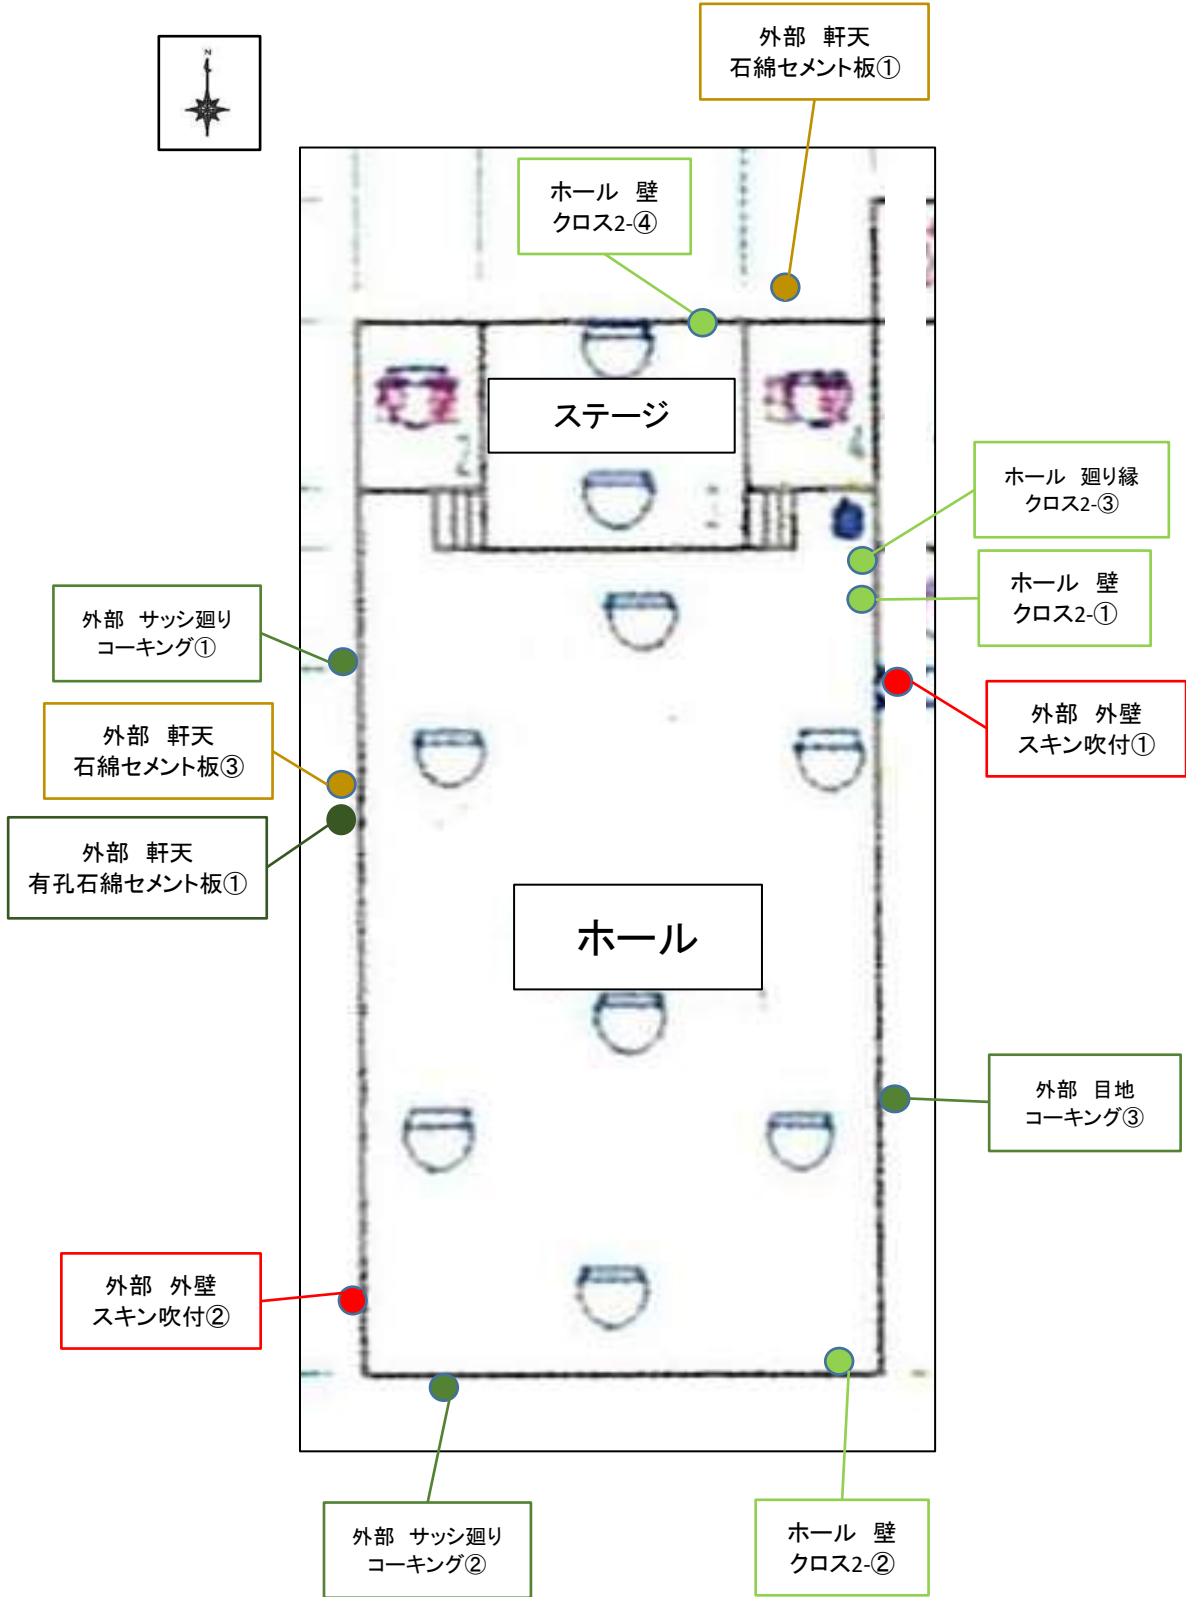 外部 軒天
石綿セメント板①
N
ホール 壁
クロス2-④
ステージ
ホール 廻り縁
クロス2-③
ホール 壁
クロス2-①
外部 サッシ廻り
コーキング①
外部 外壁
スキン吹付①
外部 軒天
石綿セメント板③
外部 軒天
有孔石綿セメント板①
ホール
外部 目地
コーキング③
外部 外壁
スキン吹付②
外部 サッシ廻り
コーキング②
ホール 壁
クロス2-②